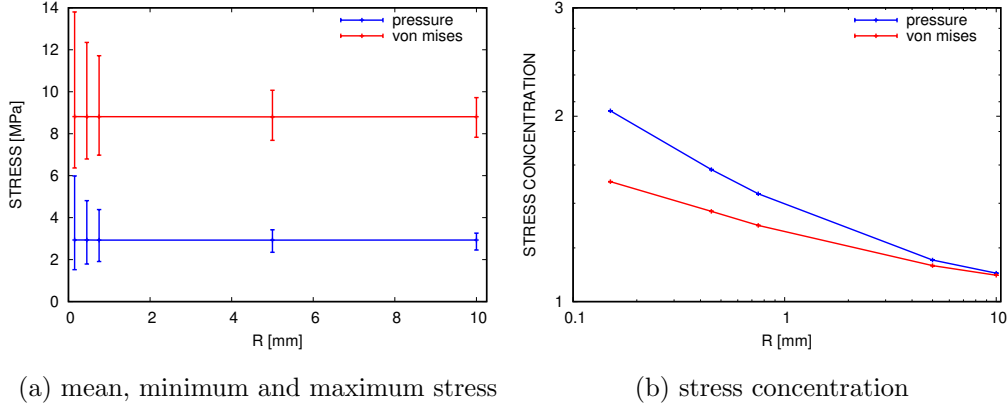 14
12
10
8
6
4
2
0
STRESS [MPa]
pressure
von mises
0 2 4 6 8 10
R [mm]
(a) mean, minimum and maximum stress
3
2
1
STRESS CONCENTRATION
pressure
von mises
0.1 1 10
R [mm]
(b) stress concentration